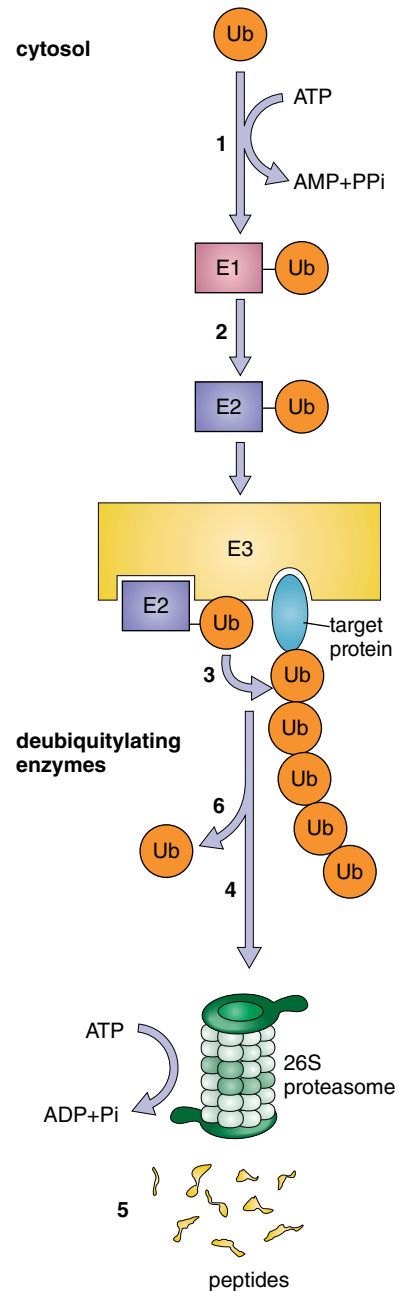 Ub
cytosol
ATP
1
AMP+PPi
E1
Ub
2
E2
Ub
E3
E2
Ub
target
protein
3
Ub
Ub
deubiquitylating
enzymes
Ub
6
Ub
Ub
Ub
4
ATP
26S
proteasome
ADP+Pi
5
peptides